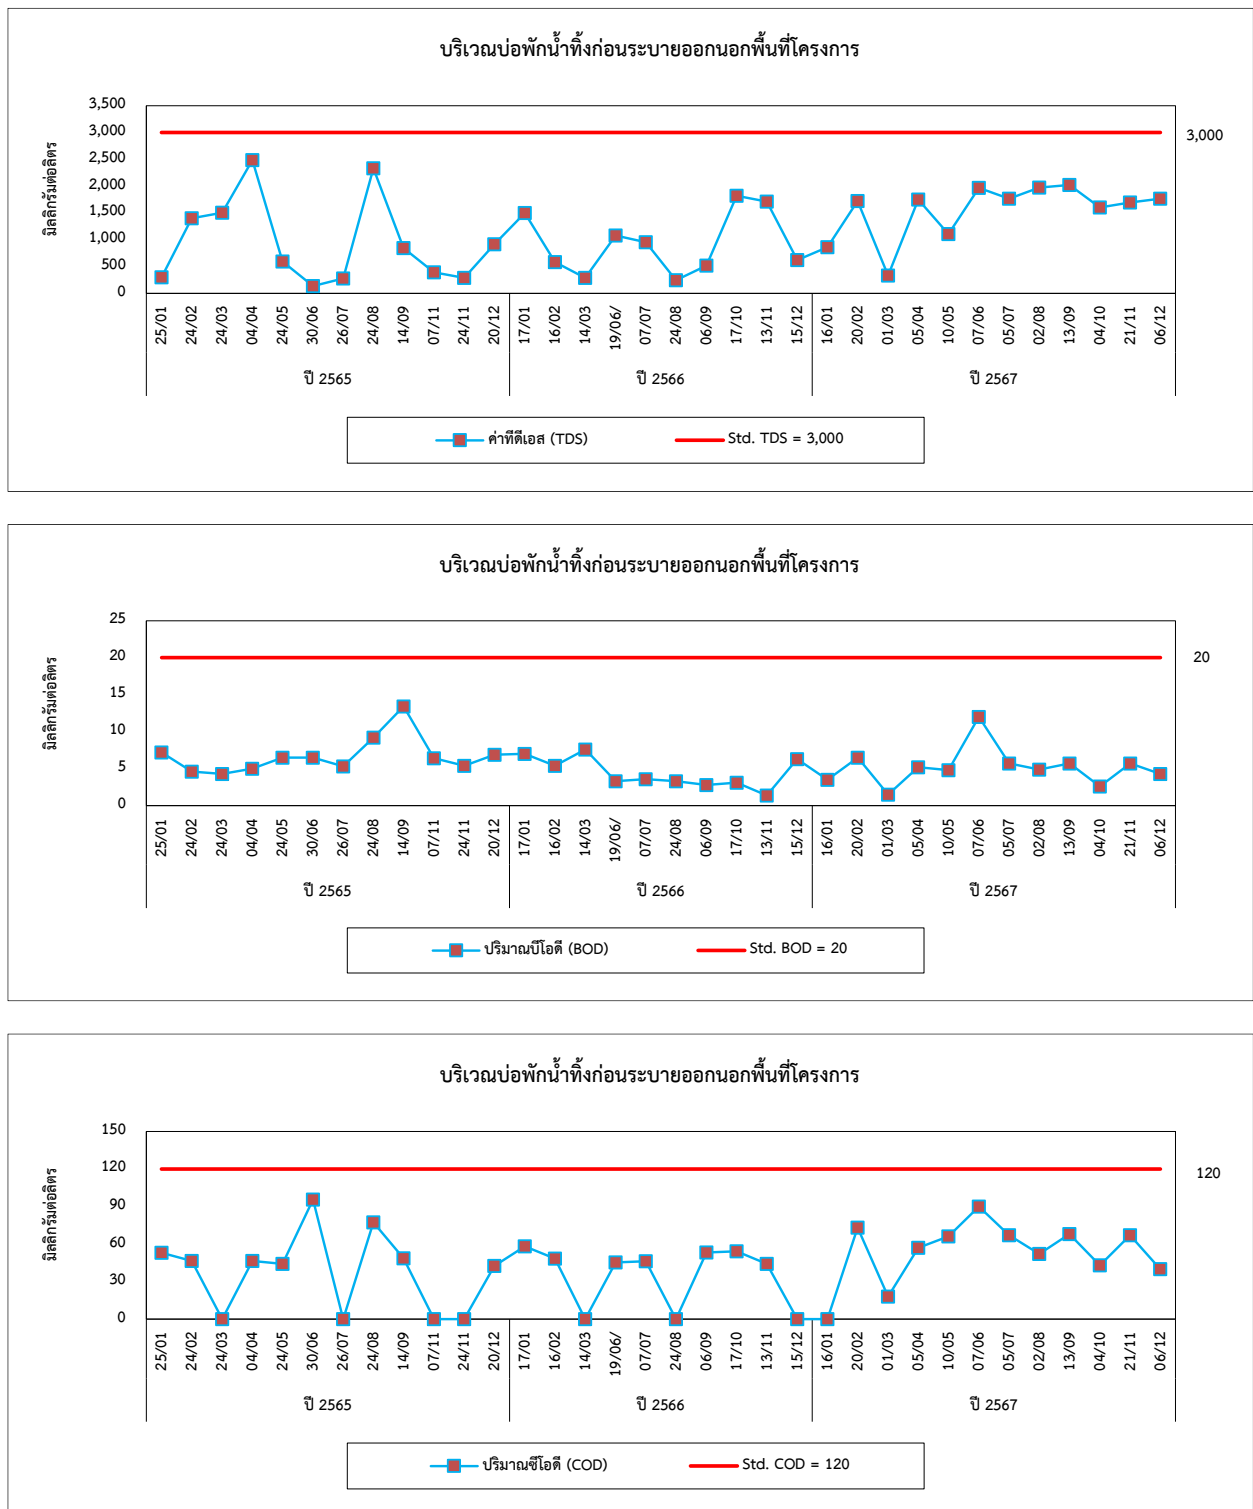 บริเวณบ่อพักน้ำทิ้งก่อนระบายออกนอกพื้นที่โครงการ
มิลลิกรัมต่อลิตร
3,500
3,000
2,500
2,000
1,500
1,000
500
0
3,000
25/01 24/02 24/03 04/04 24/05 30/06 26/07 24/08 14/09 07/11 24/11 20/12 17/01 16/02 14/03 19/06/ 07/07 24/08 06/09 17/10 13/11 15/12 16/01 20/02 01/03 05/04 10/05 07/06 05/07 02/08 13/09 04/10 21/11 06/12
ปี 2565 ปี 2566 ปี 2567
ค่าทีดีเอส (TDS) Std. TDS = 3,000
บริเวณบ่อพักน้ำทิ้งก่อนระบายออกนอกพื้นที่โครงการ
มิลลิกรัมต่อลิตร
25
20
15
10
5
0
20
25/01 24/02 24/03 04/04 24/05 30/06 26/07 24/08 14/09 07/11 24/11 20/12 17/01 16/02 14/03 19/06/ 07/07 24/08 06/09 17/10 13/11 15/12 16/01 20/02 01/03 05/04 10/05 07/06 05/07 02/08 13/09 04/10 21/11 06/12
ปี 2565 ปี 2566 ปี 2567
ปริมาณบีโอดี (BOD) Std. BOD = 20
บริเวณบ่อพักน้ำทิ้งก่อนระบายออกนอกพื้นที่โครงการ
มิลลิกรัมต่อลิตร
150
120
90
60
30
0
120
25/01 24/02 24/03 04/04 24/05 30/06 26/07 24/08 14/09 07/11 24/11 20/12 17/01 16/02 14/03 19/06/ 07/07 24/08 06/09 17/10 13/11 15/12 16/01 20/02 01/03 05/04 10/05 07/06 05/07 02/08 13/09 04/10 21/11 06/12
ปี 2565 ปี 2566 ปี 2567
ปริมาณซีโอดี (COD) Std. COD = 120